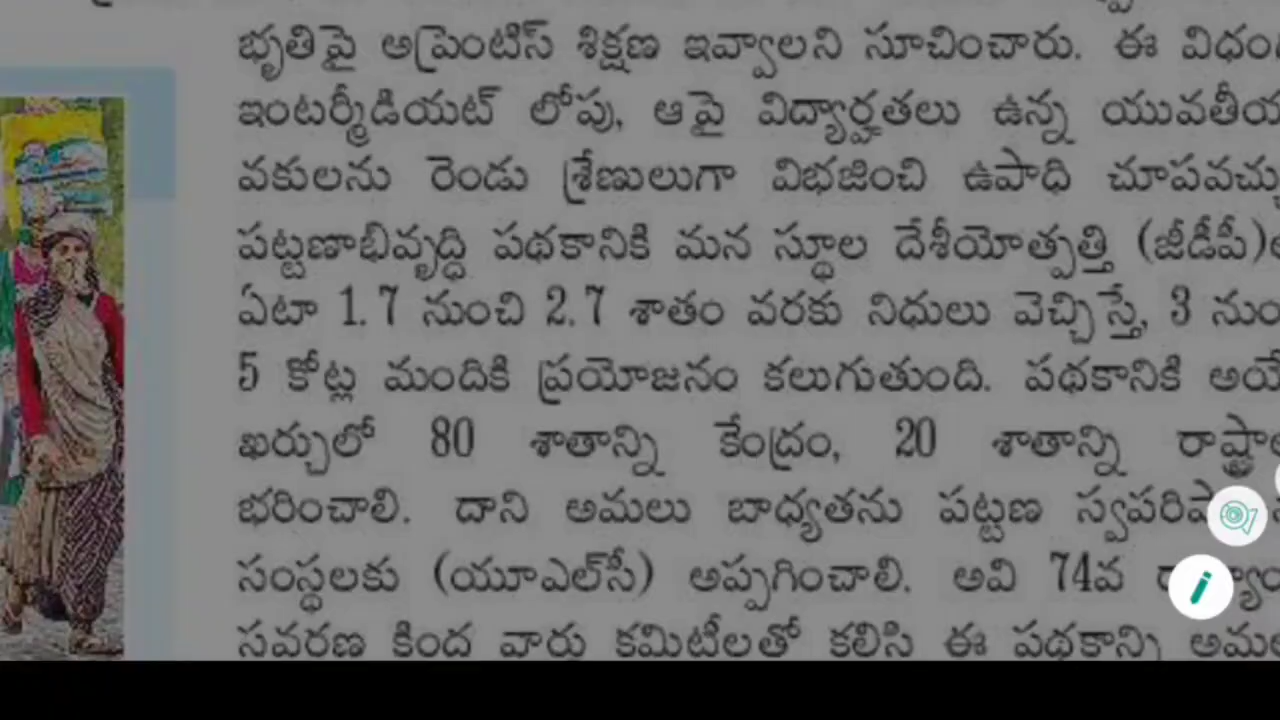 భృతిపై అప్రెంటిస్ శిక్షణ ఇవ్వాలని సూచించారు. ఈ
ఇంటర్మీడియట్ లోపు, ఆపై విద్యార్హతలు ఉన్న
వకులను రెండు శ్రేణులుగా విభజించి ఉపాధి చూపవచ్చు
పట్టణాభివృద్ధి పథకానికి మన స్థూల దేశీయోత్పత్తి (జీడీపీ)
ఏటా 1.7 నుంచి 2.7 శాతం వరకు నిధులు వెచ్చిస్తే, 3
5 కోట్ల మందికి ప్రయోజనం కలుగుతుంది. పథకానికి
ఖర్చులో 80 శాతాన్ని కేంద్రం, 20 శాతాన్ని
భరించాలి. దాని అమలు బాధ్యతను పట్టణ
సంస్థలకు (యూఎల్‌సీ) అప్పగించాలి. అవి 74వ
సవరణ కింద వారు కమిటీలతో కలిసి ఈ పథకాన్ని